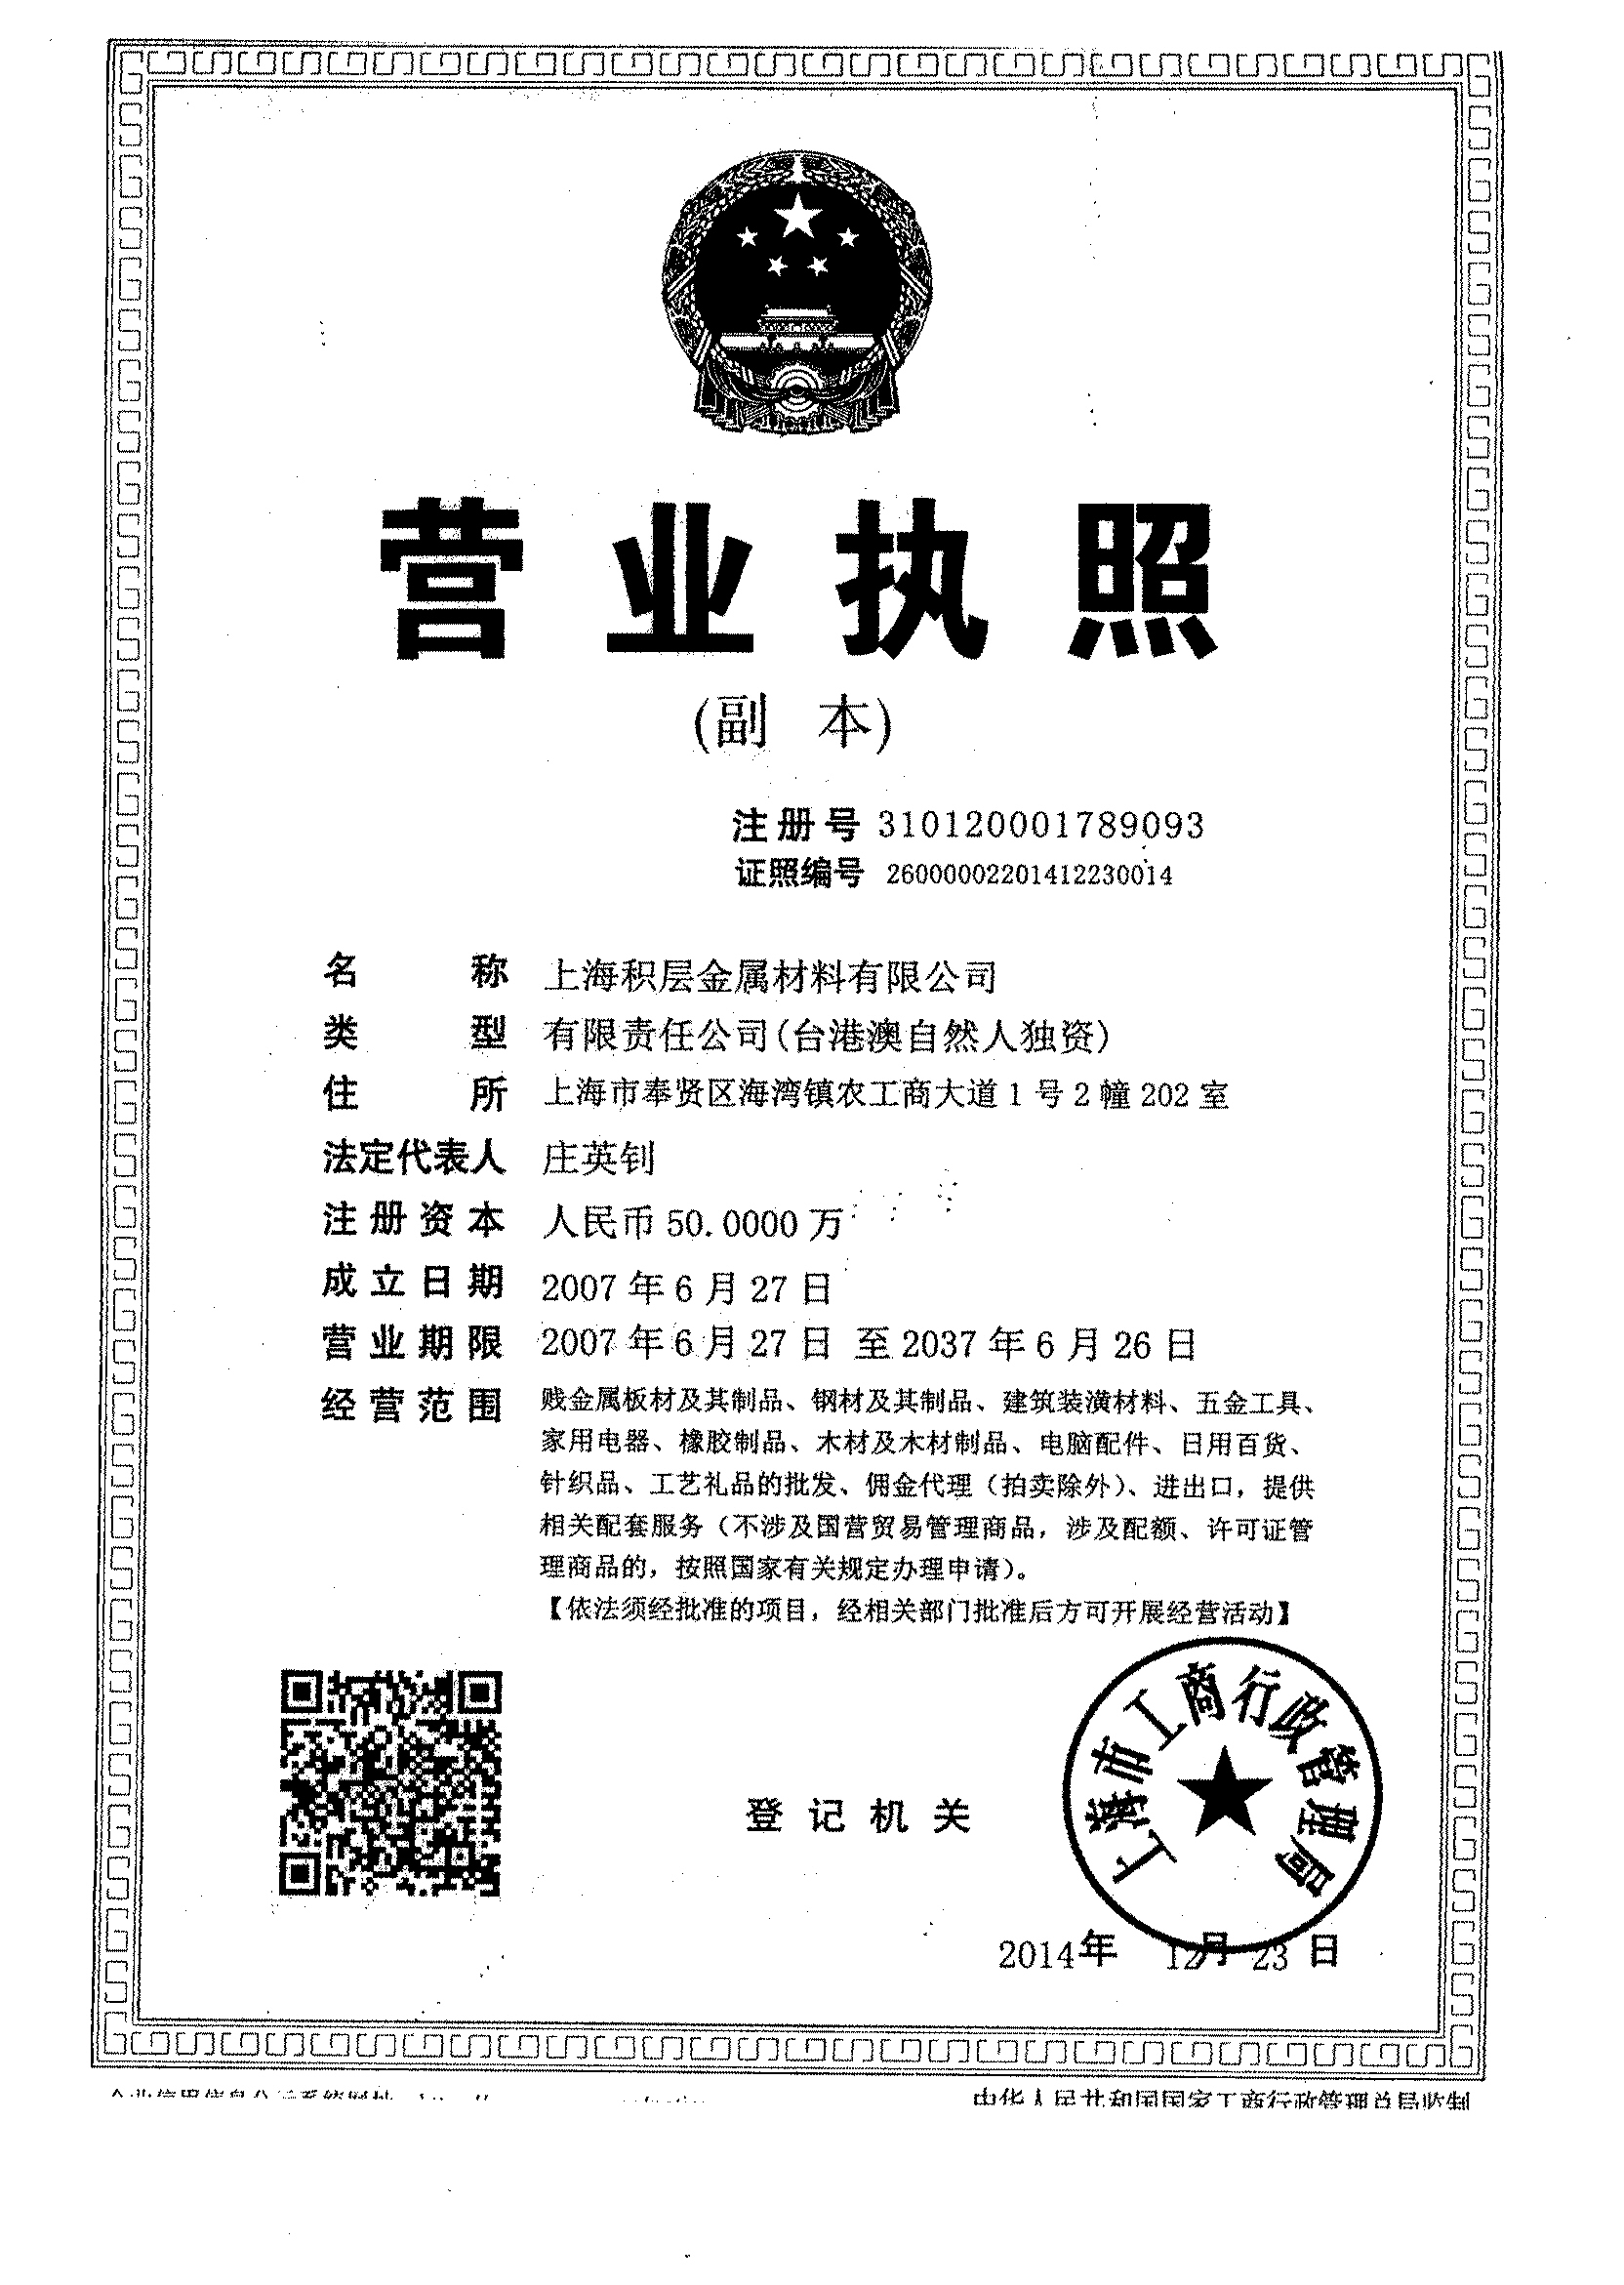 营业执照
(副 本)
注册号 310120001789093
证照编号 26000000201412230014
名称 上海积层金属材料有限公司
类型 有限责任公司(台港澳自然人独资)
住所 上海市奉贤区海湾镇农工商大道1号2幢202室
法定代表人 庄英钊
注册资本 人民币50.0000万
成立日期 2007年6月27日
营业期限 2007年6月27日 至2037年6月26日
经营范围 贱金属板材及其制品、钢材及其制品、建筑装潢材料、五金工具、
家用电器、橡胶制品、木材及木材制品、电脑配件、日用百货、
针织品、工艺礼品的批发、佣金代理（拍卖除外）、进出口，提供
相关配套服务（不涉及国营贸易管理商品，涉及配额、许可证管
理商品的，按照国家有关规定办理申请）。
【依法须经批准的项目，经相关部门批准后方可开展经营活动】
上海市工商行政管理局
登记机关
2014年 12月 23日
中华人民共和国国家工商行政管理总局监制